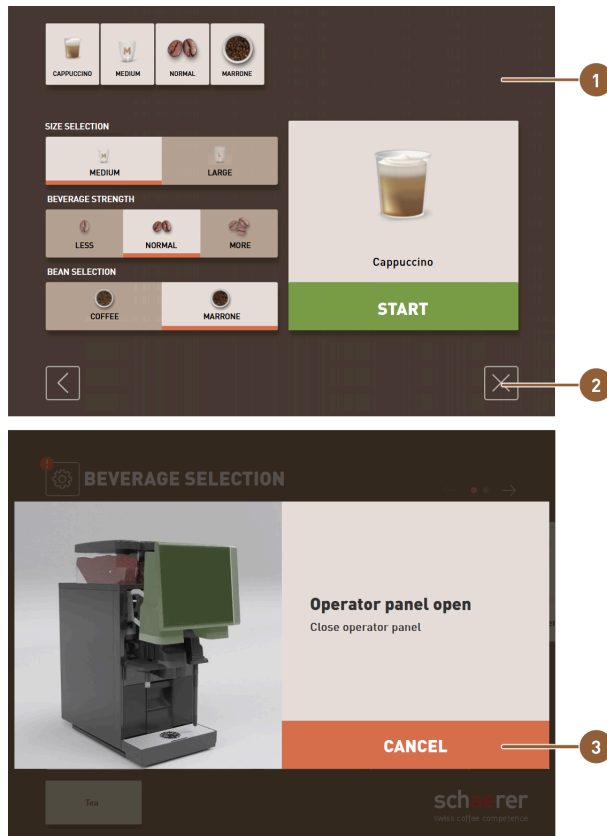 CAPPUCCINO MEDIUM NORMAL MARRONE
1
SIZE SELECTION
M L
MEDIUM LARGE
BEVERAGE STRENGTH
LESS NORMAL MORE
Cappuccino
BEAN SELECTION
COFFEE MARRONE
START
2
!
BEVERAGE SELECTION
Operator panel open
Close operator panel
CANCEL
3
Tea
schaerer
swiss coffee competence